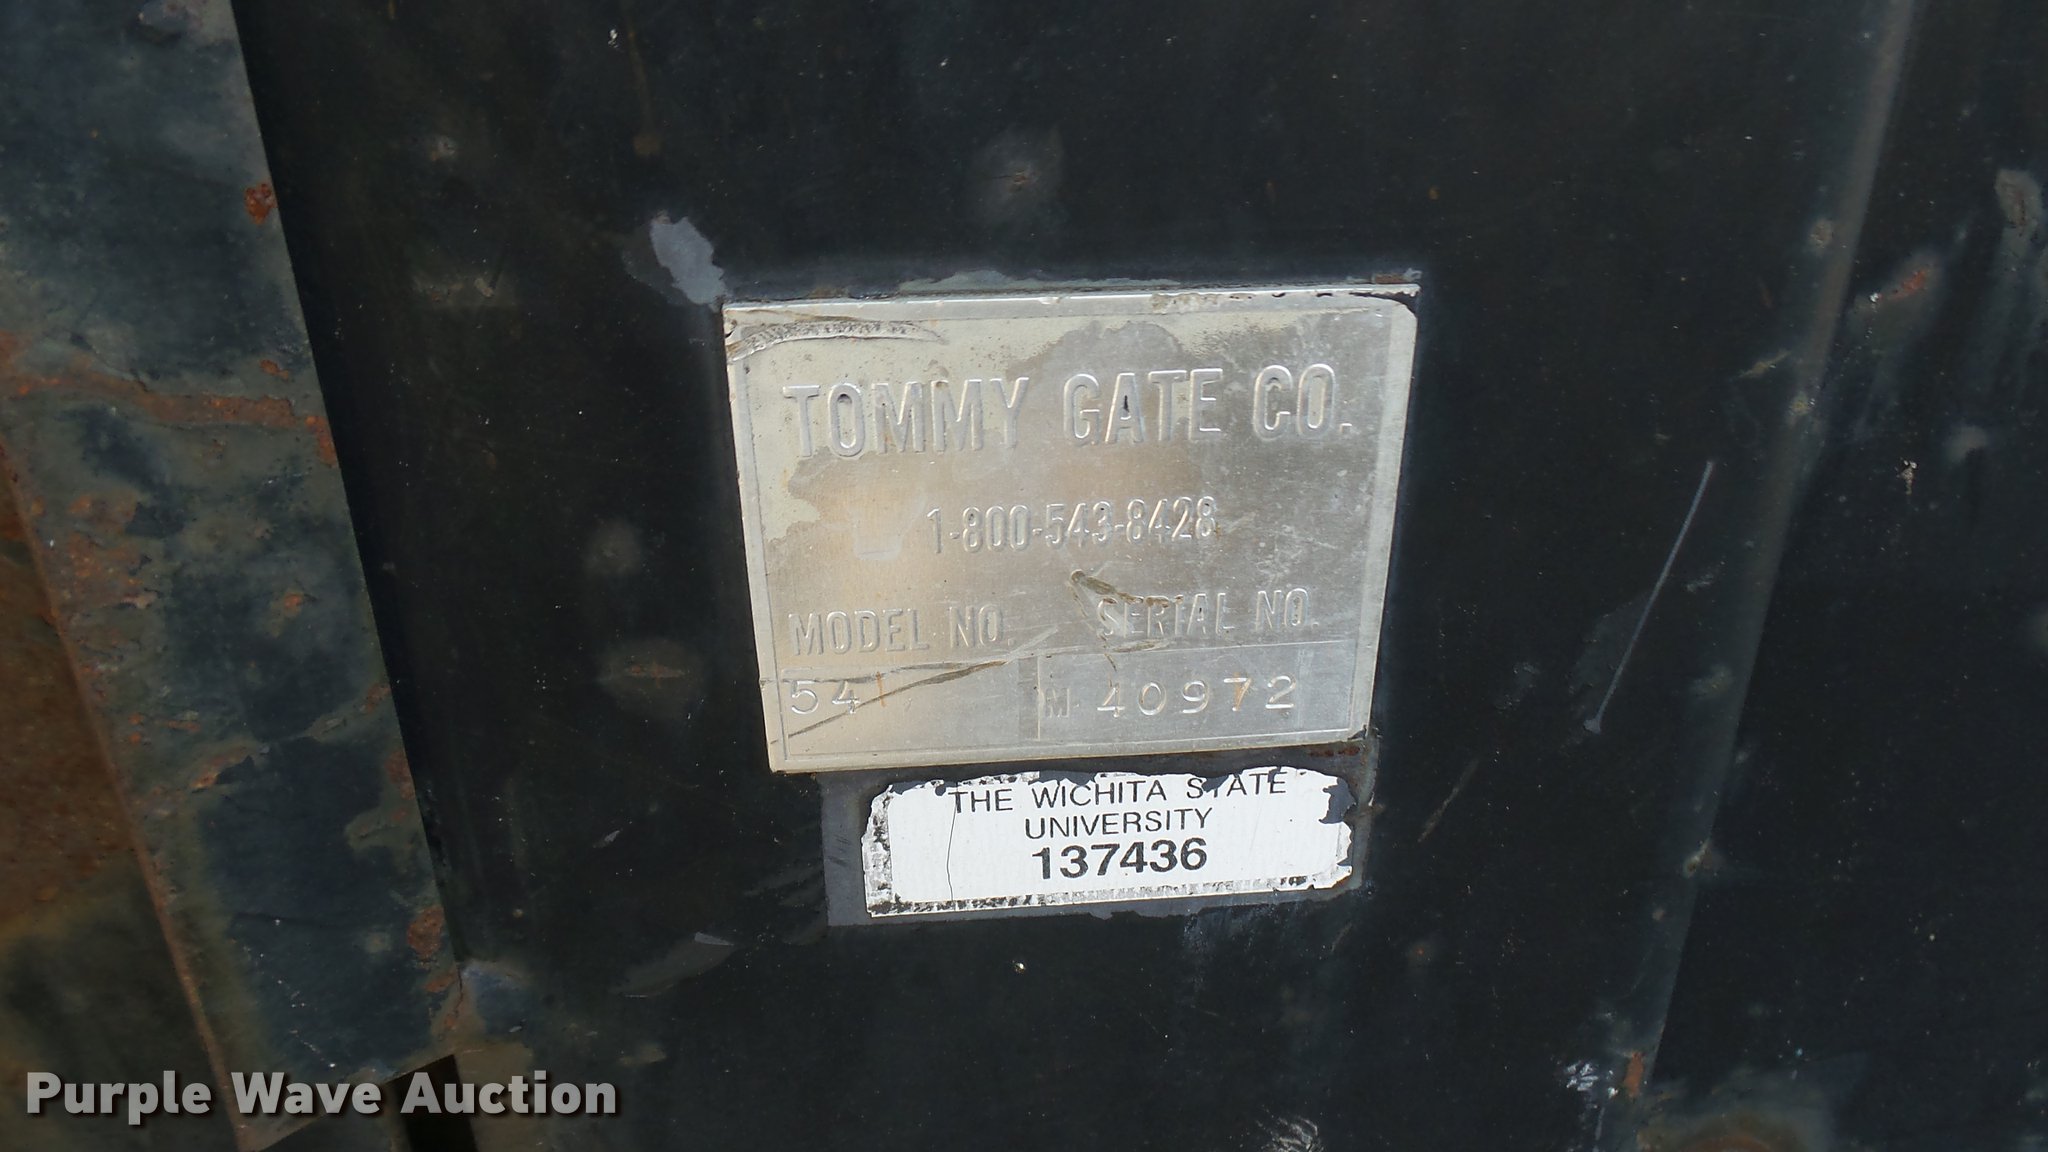 TOMMY GATE CO.
1-800-543-8428
MODEL NO. SERIAL NO.
541 M 40972
THE WICHITA STATE
UNIVERSITY
137436
Purple Wave Auction